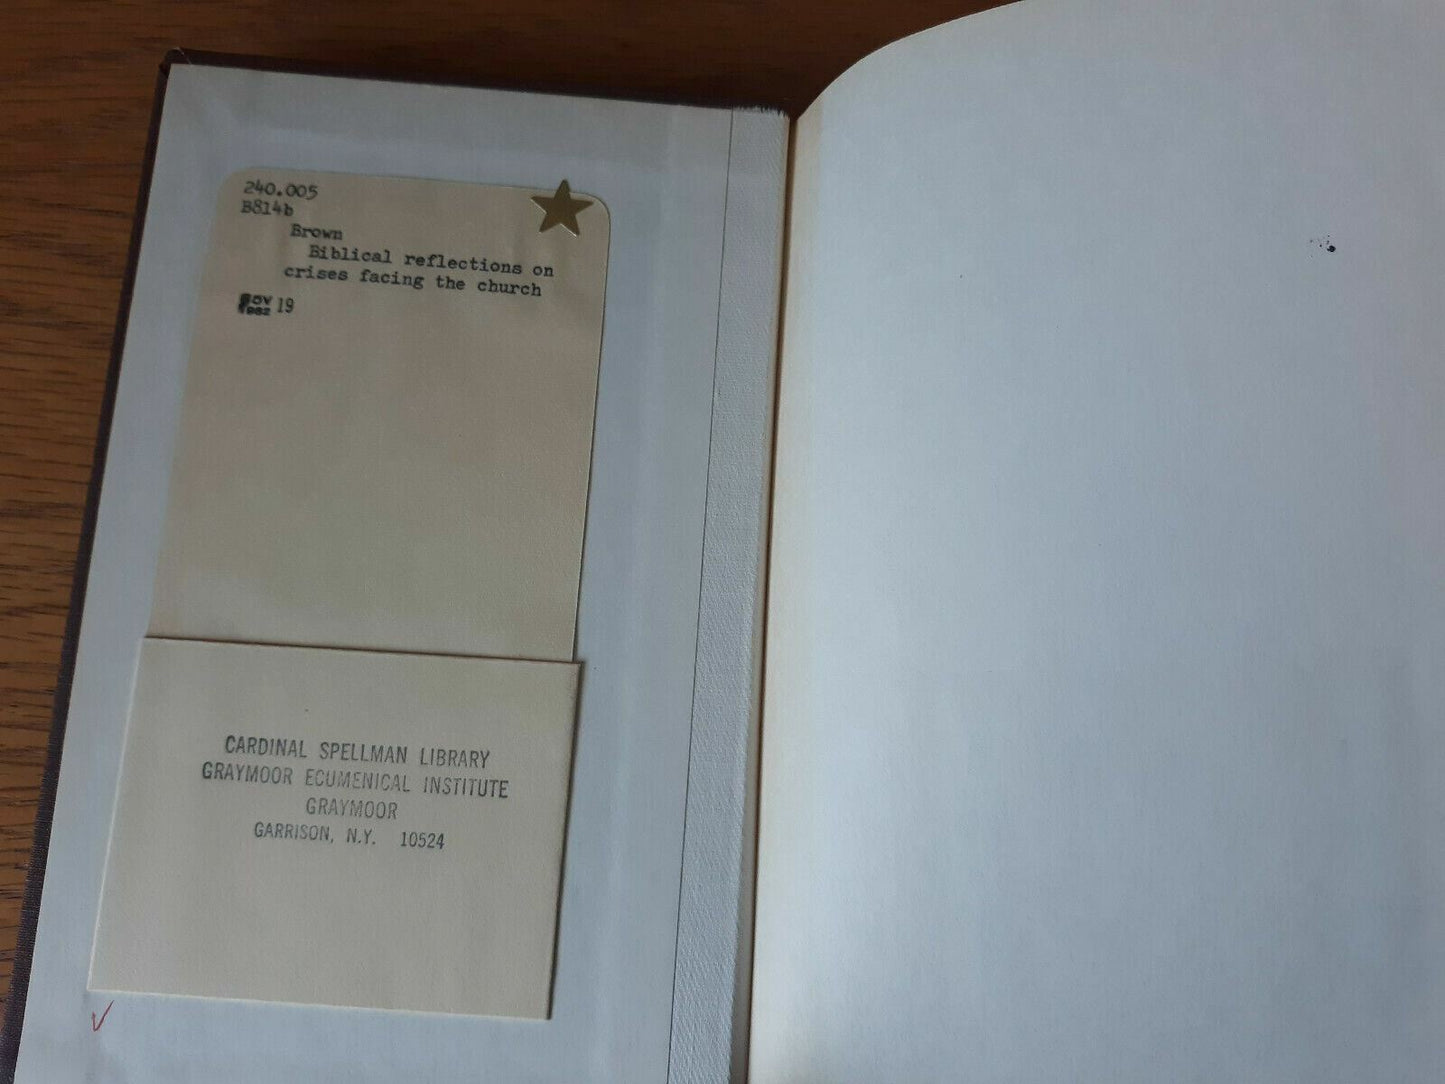 240.005
B814b
Brown
Biblical reflections on
crises facing the church
19
CARDINAL SPELLMAN LIBRARY
GRAYMOOR ECUMENICAL INSTITUTE
GRAYMOOR
GARRISON, N.Y. 10524